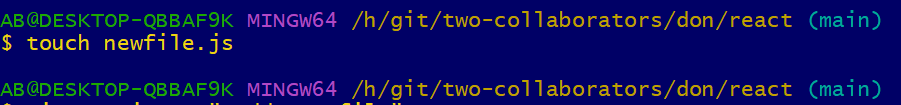 AB@DESKTOP-QBBAF9K MINGW64 /h/git/two-collaborators/don/react (main)
$ touch newfile.js
AB@DESKTOP-QBBAF9K MINGW64 /h/git/two-collaborators/don/react (main)